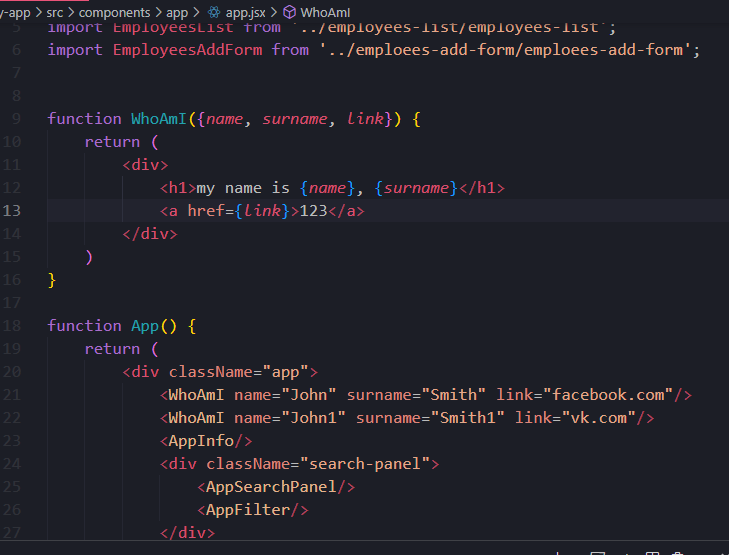 y-app > src > components > app > app.jsx > WhoAmI
5 import EmployeesList from '../employees-list/employees-list';
6 import EmployeesAddForm from '../emploees-add-form/emploees-add-form';
7
8
9 function WhoAmI({name, surname, link}) {
10 return (
11 <div>
12 <h1>my name is {name}, {surname}</h1>
13 <a href={link}>123</a>
14 </div>
15 )
16 }
17
18 function App() {
19 return (
20 <div className="app">
21 <WhoAmI name="John" surname="Smith" link="facebook.com"/>
22 <WhoAmI name="John1" surname="Smith1" link="vk.com"/>
23 <AppInfo/>
24 <div className="search-panel">
25 <AppSearchPanel/>
26 <AppFilter/>
27 </div>